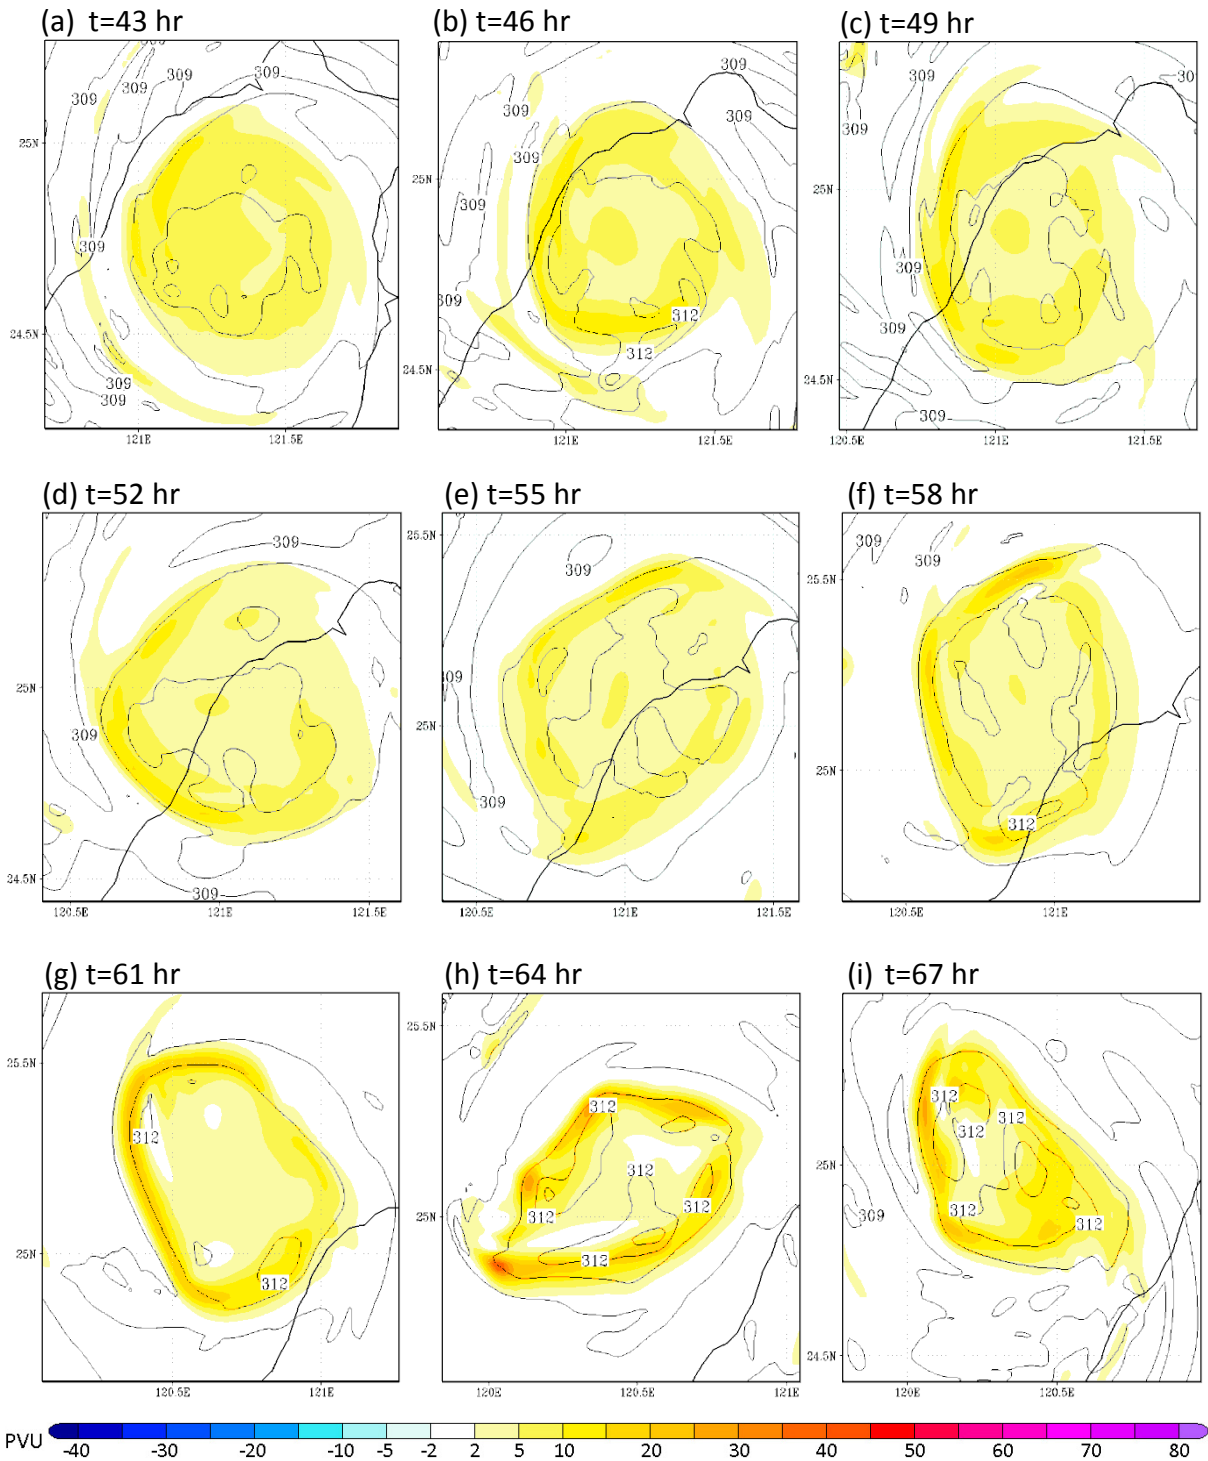 (a) t=43 hr
(b) t=46 hr
(c) t=49 hr
309
309
309
309
309
309
309
25N
24.5N
121E
121.5E
309
309
309
309
309
312
312
25N
24.5N
121E
121.5E
30
309
309
309
309
309
25N
24.5N
120.5E
121E
121.5E
(d) t=52 hr
(e) t=55 hr
(f) t=58 hr
309
309
309
25N
24.5N
120.5E
121E
121.5E
309
309
309
25.5N
25N
120.5E
121E
121.5E
309
309
312
25.5N
25N
120.5E
121E
(g) t=61 hr
(h) t=64 hr
(i) t=67 hr
312
312
25.5N
25N
120.5E
121E
312
312
312
312
312
25.5N
25N
120E
120.5E
121E
312
312
312
312
312
309
25.5N
25N
24.5N
120E
120.5E
PVU
-40 -30 -20 -10 -5 -2 2 5 10 20 30 40 50 60 70 80